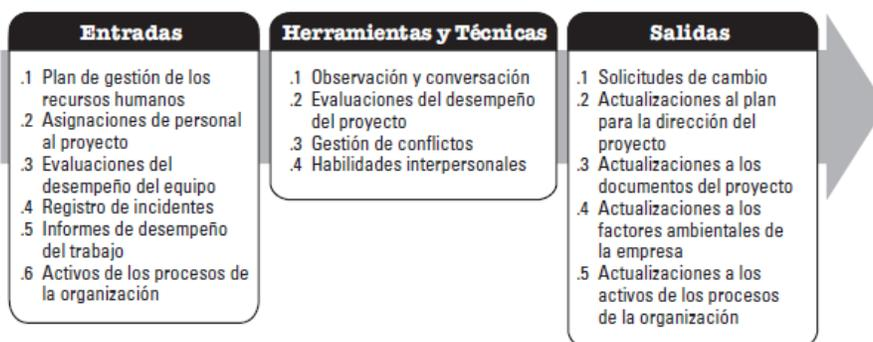 Entradas
.1 Plan de gestión de los
recursos humanos
.2 Asignaciones de personal
al proyecto
.3 Evaluaciones del
desempeño del equipo
.4 Registro de incidentes
.5 Informes de desempeño
del trabajo
.6 Activos de los procesos de
la organización
Herramientas y Técnicas
.1 Observación y conversación
.2 Evaluaciones del desempeño
del proyecto
.3 Gestión de conflictos
.4 Habilidades interpersonales
Salidas
.1 Solicitudes de cambio
.2 Actualizaciones al plan
para la dirección del
proyecto
.3 Actualizaciones a los
documentos del proyecto
.4 Actualizaciones a los
factores ambientales de
la empresa
.5 Actualizaciones a los
activos de los procesos
de la organización